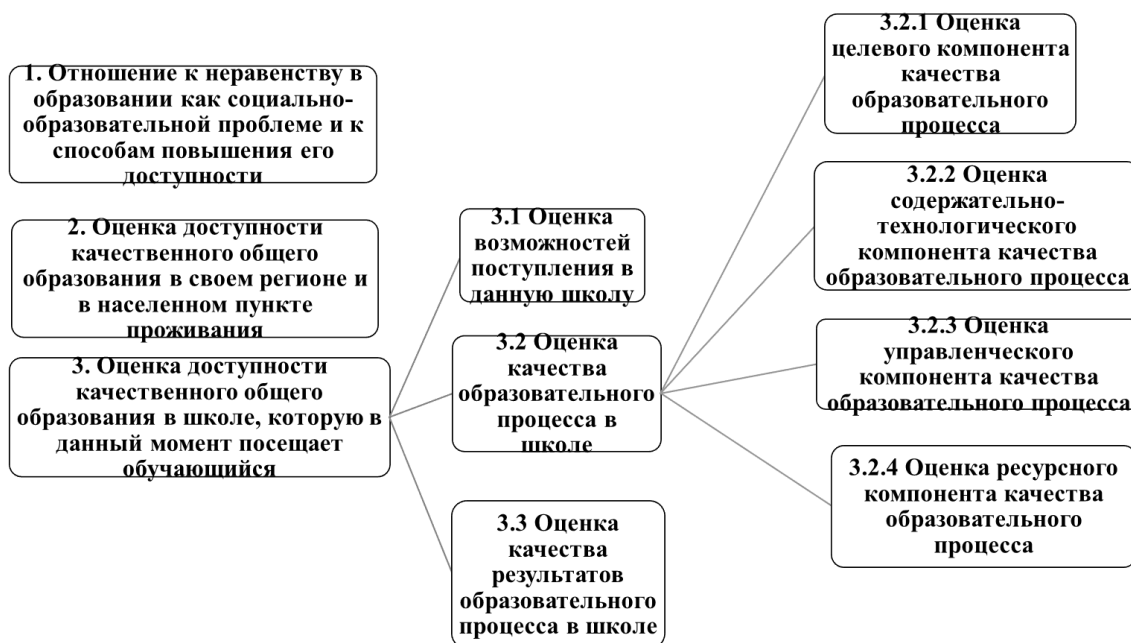 1. Отношение к неравенству в
образовании как социально-
образовательной проблеме и к
способам повышения его
доступности
2. Оценка доступности
качественного общего
образования в своем регионе и
в населенном пункте
проживания
3. Оценка доступности
качественного общего
образования в школе, которую в
данный момент посещает
обучающийся
3.1 Оценка
возможностей
поступления в
данную школу
3.2 Оценка
качества
образовательного
процесса в
школе
3.3 Оценка
качества
результатов
образовательного
процесса в школе
3.2.1 Оценка
целевого компонента
качества
образовательного
процесса
3.2.2 Оценка
содержательно-
технологического
компонента качества
образовательного процесса
3.2.3 Оценка
управленческого
компонента качества
образовательного процесса
3.2.4 Оценка ресурсного
компонента качества
образовательного
процесса